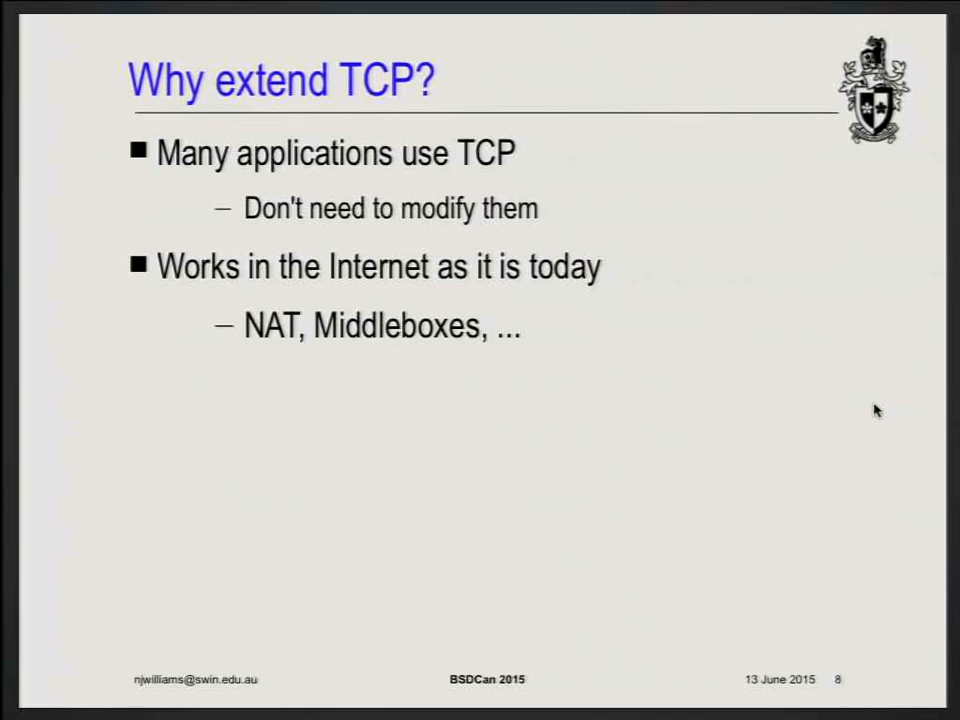 Why extend TCP?
■ Many applications use TCP
– Don't need to modify them
■ Works in the Internet as it is today
– NAT, Middleboxes, ...
njwilliams@swin.edu.au BSDCan 2015 13 June 2015 8